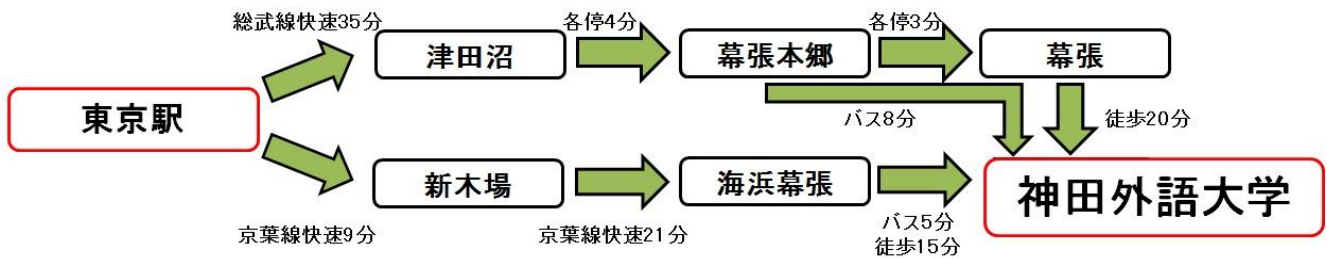 総武線快速35分
各停4分
各停3分
津田沼
幕張本郷
幕張
東京駅
バス8分
徒歩20分
新木場
海浜幕張
神田外語大学
京葉線快速9分
京葉線快速21分
バス5分
徒歩15分